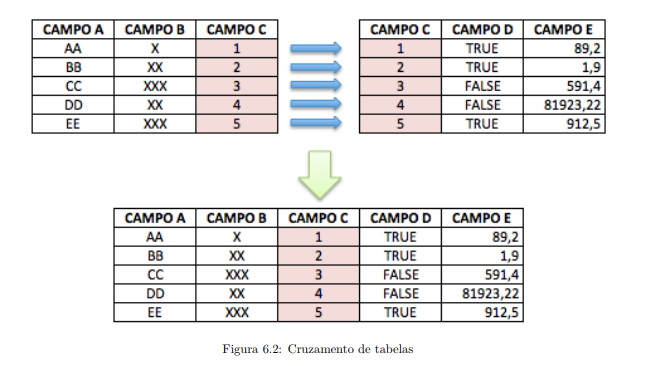 CAMPO A CAMPO B CAMPO C
AA X 1
BB XX 2
CC XXX 3
DD XX 4
EE XXX 5
CAMPO C CAMPO D CAMPO E
1 TRUE 89,2
2 TRUE 1,9
3 FALSE 591,4
4 FALSE 81923,22
5 TRUE 912,5
CAMPO A CAMPO B CAMPO C CAMPO D CAMPO E
AA X 1 TRUE 89,2
BB XX 2 TRUE 1,9
CC XXX 3 FALSE 591,4
DD XX 4 FALSE 81923,22
EE XXX 5 TRUE 912,5
Figura 6.2: Cruzamento de tabelas